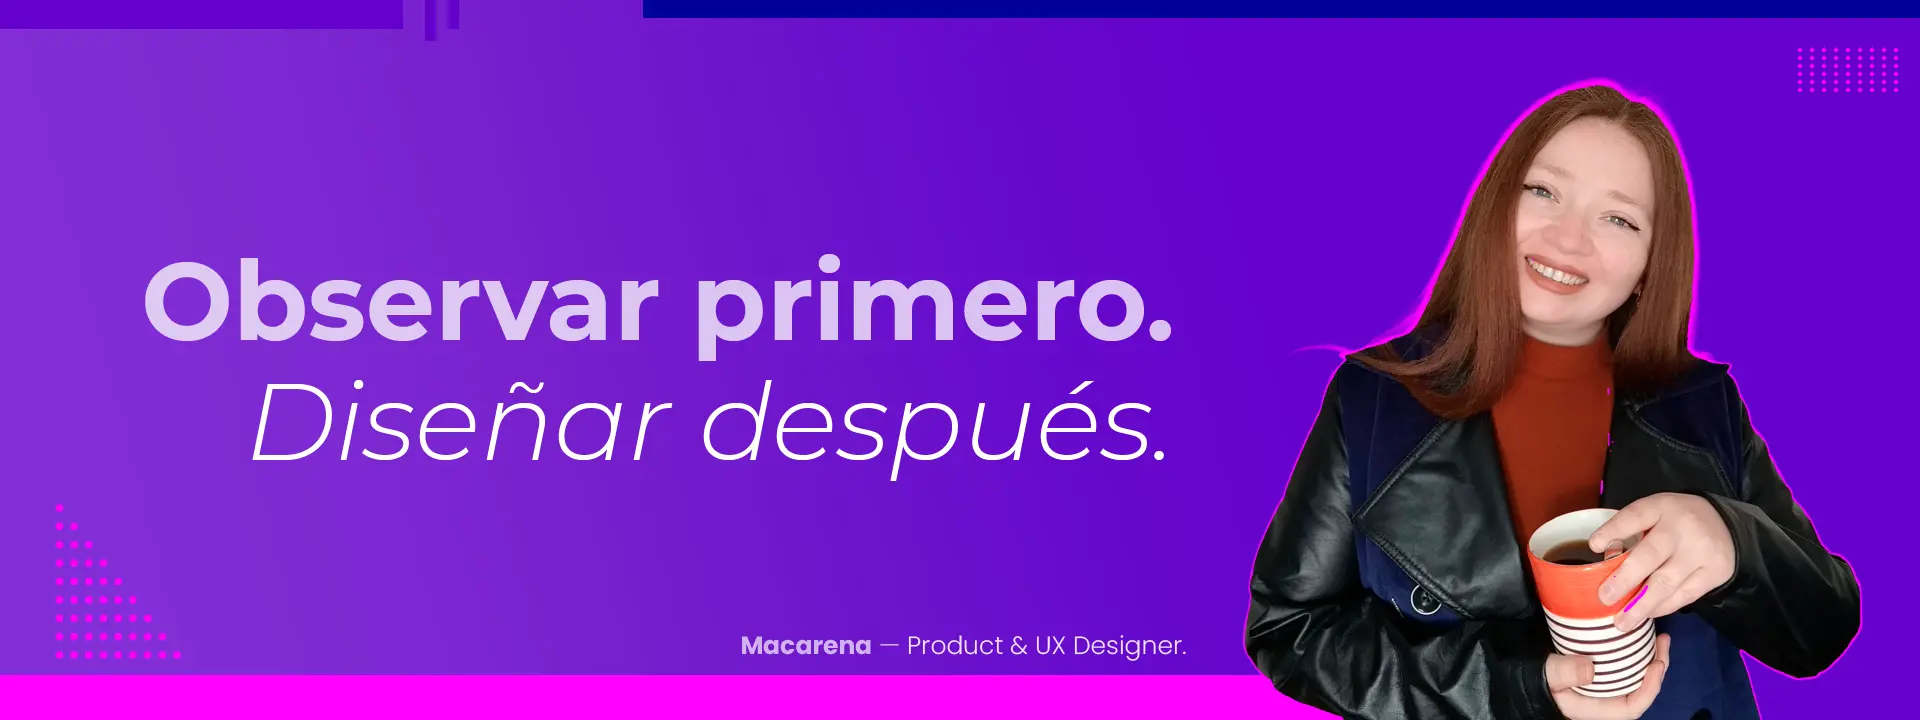 Observar primero.
Diseñar después.
Macarena — Product & UX Designer.